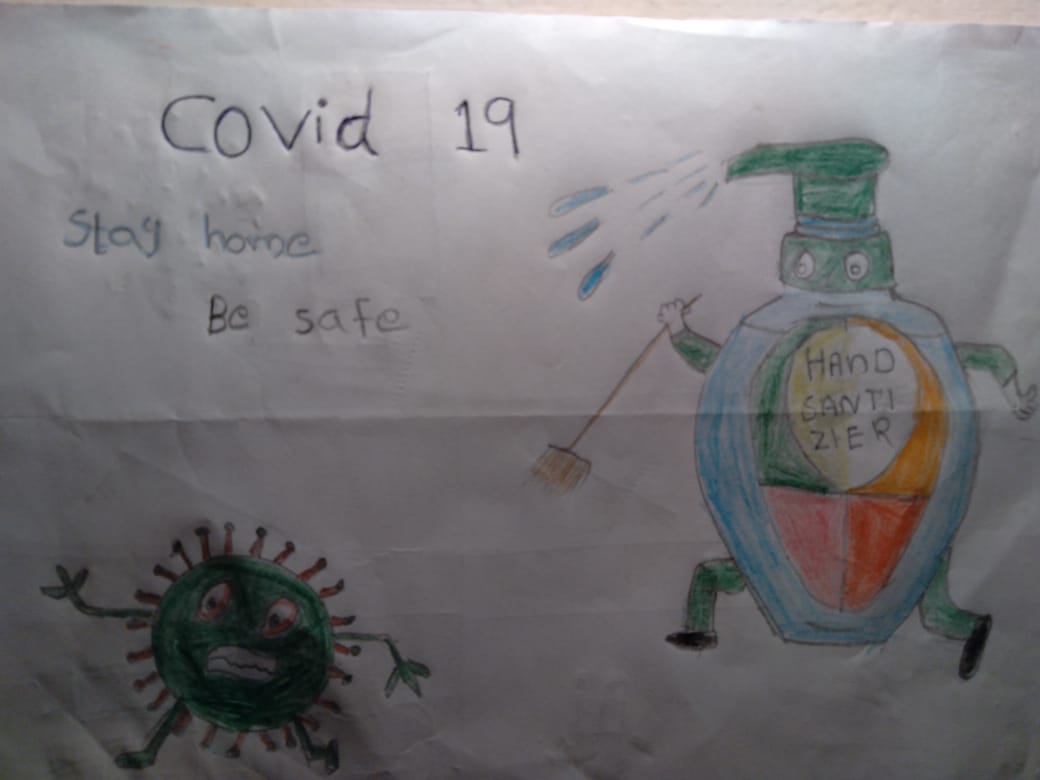 Covid 19
Stay home
Be safe
HAND
SANTI
ZIER